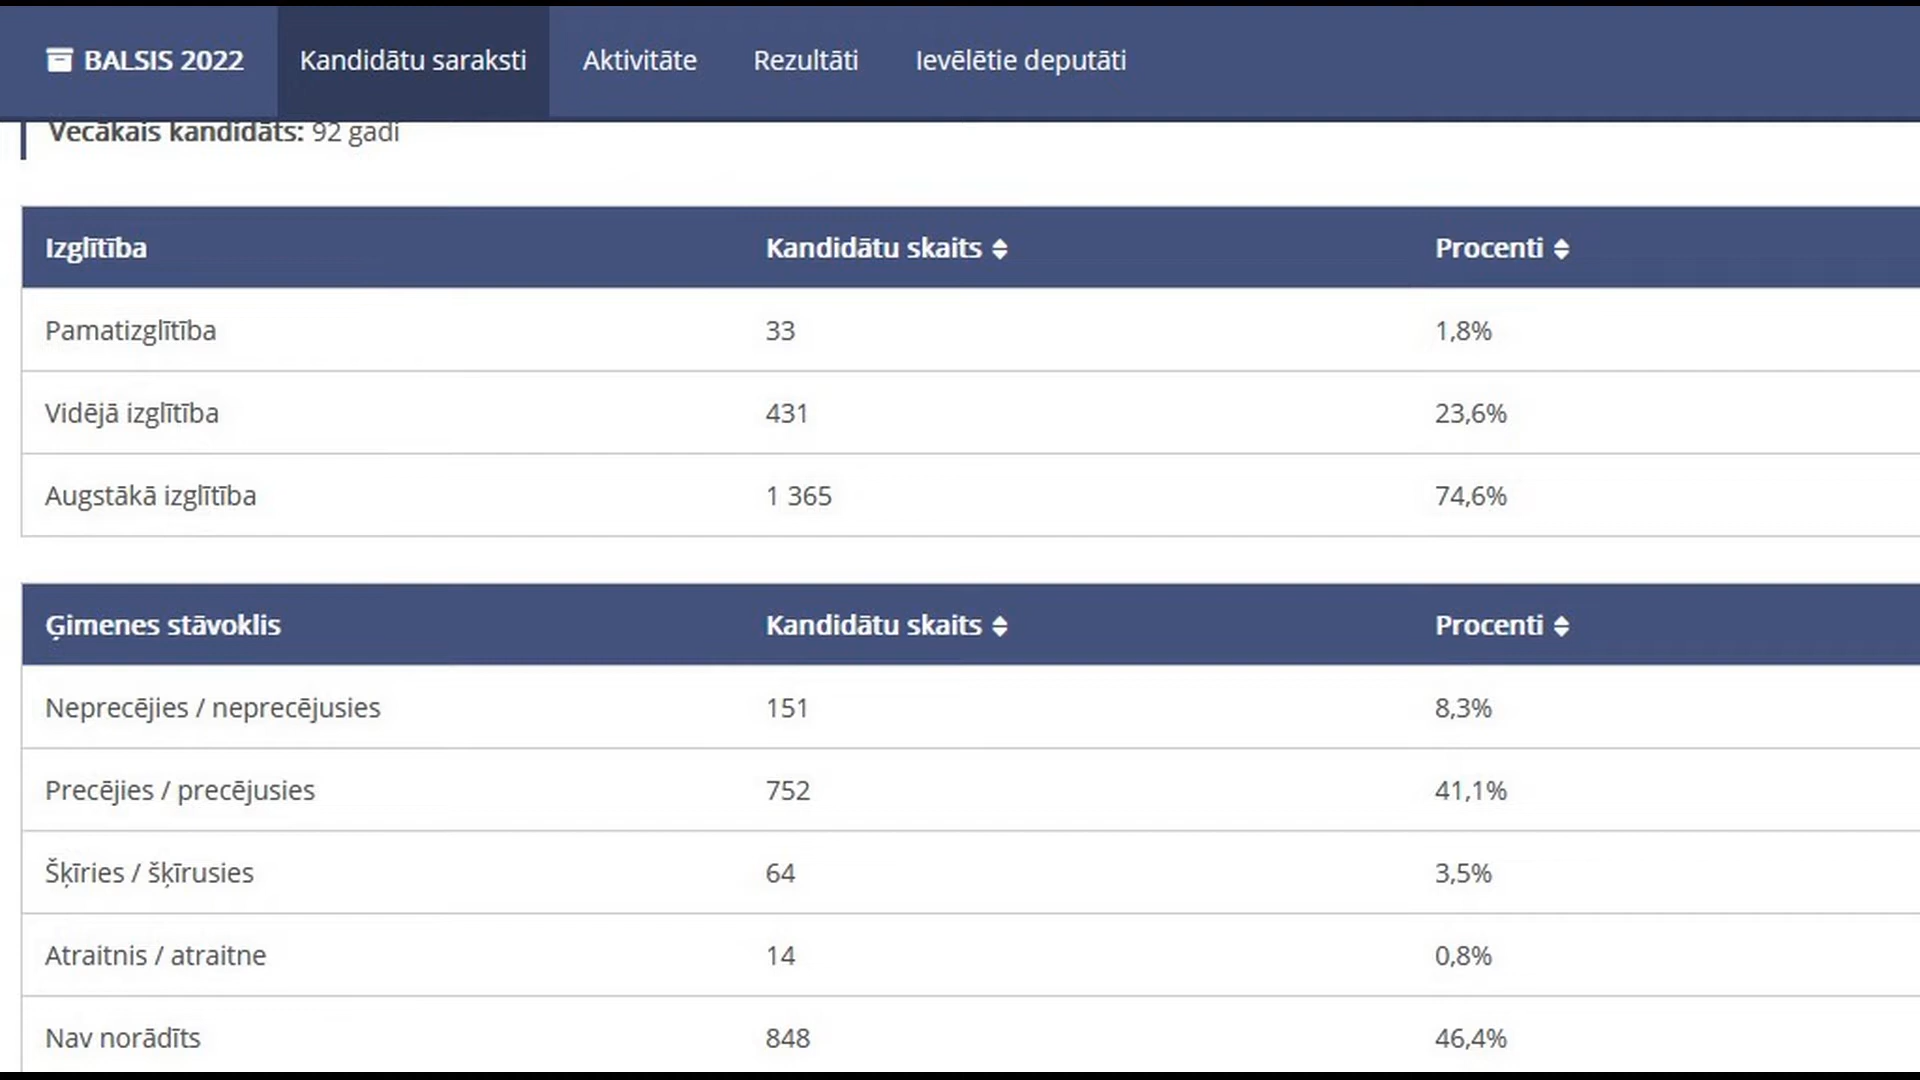 BALSIS 2022 Kandidātu saraksti Aktivitāte Rezultāti Ievēlētie deputāti
Vecākais kandidāts: 92 gadi
Izglītība Kandidātu skaits Procenti
Pamatizglītība 33 1,8%
Vidējā izglītība 431 23,6%
Augstākā izglītība 1 365 74,6%
Ģimenes stāvoklis Kandidātu skaits Procenti
Neprecējies / neprecējusies 151 8,3%
Precējies / precējusies 752 41,1%
Šķīries / šķīrusies 64 3,5%
Atraitnis / atraitne 14 0,8%
Nav norādīts 848 46,4%